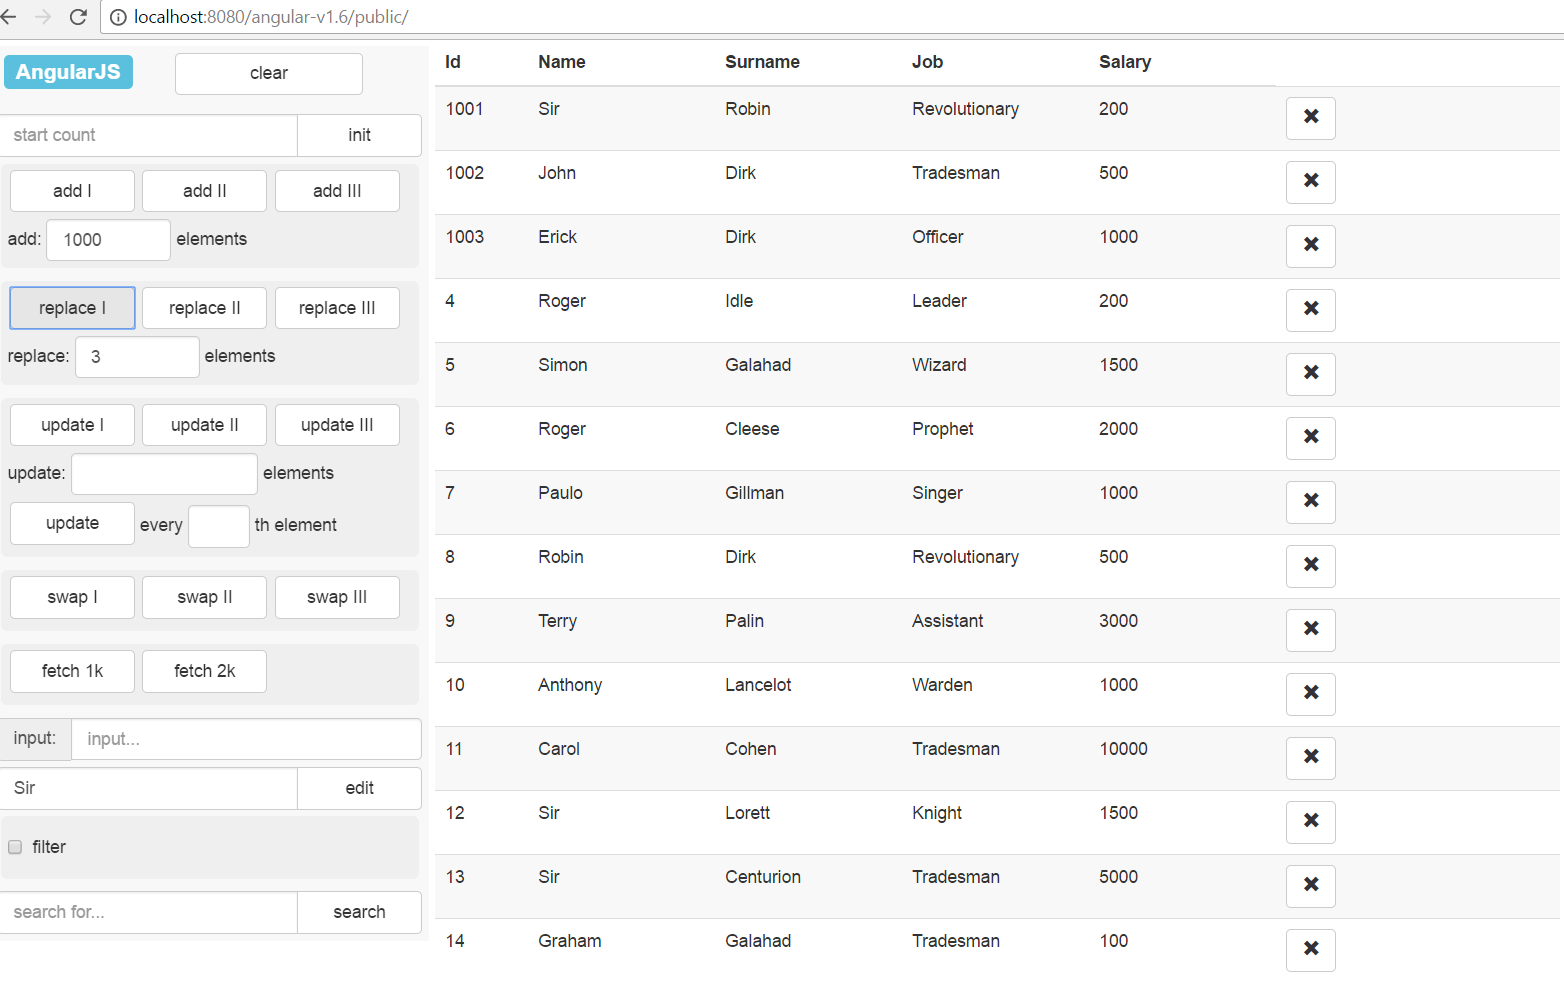 localhost:8080/angular-v1.6/public/
AngularJS
clear
start count
init
add I
add II
add III
add: 1000 elements
replace I
replace II
replace III
replace: 3 elements
update I
update II
update III
update: elements
update every th element
swap I
swap II
swap III
fetch 1k
fetch 2k
input: input...
Sir
edit
filter
search for...
search
Id Name Surname Job Salary
1001 Sir Robin Revolutionary 200
1002 John Dirk Tradesman 500
1003 Erick Dirk Officer 1000
4 Roger Idle Leader 200
5 Simon Galahad Wizard 1500
6 Roger Cleese Prophet 2000
7 Paulo Gillman Singer 1000
8 Robin Dirk Revolutionary 500
9 Terry Palin Assistant 3000
10 Anthony Lancelot Warden 1000
11 Carol Cohen Tradesman 10000
12 Sir Lorett Knight 1500
13 Sir Centurion Tradesman 5000
14 Graham Galahad Tradesman 100